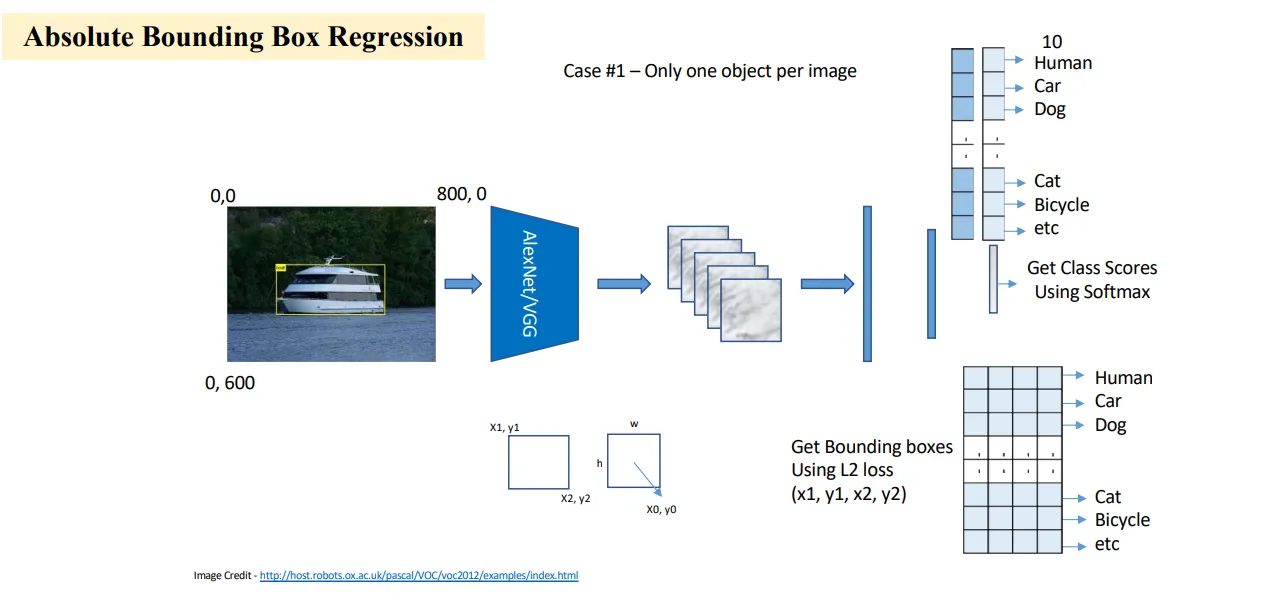 Absolute Bounding Box Regression
Case #1 – Only one object per image
10
Human
Car
Dog
Cat
Bicycle
etc
0,0
800, 0
AlexNet/VGG
Get Class Scores
Using Softmax
0, 600
Human
Car
Dog
Cat
Bicycle
etc
X1, y1
X2, y2
w
h
X0, y0
Get Bounding boxes
Using L2 loss
(x1, y1, x2, y2)
Image Credit - http://host.robots.ox.ac.uk/pascal/VOC/voc2012/examples/index.html